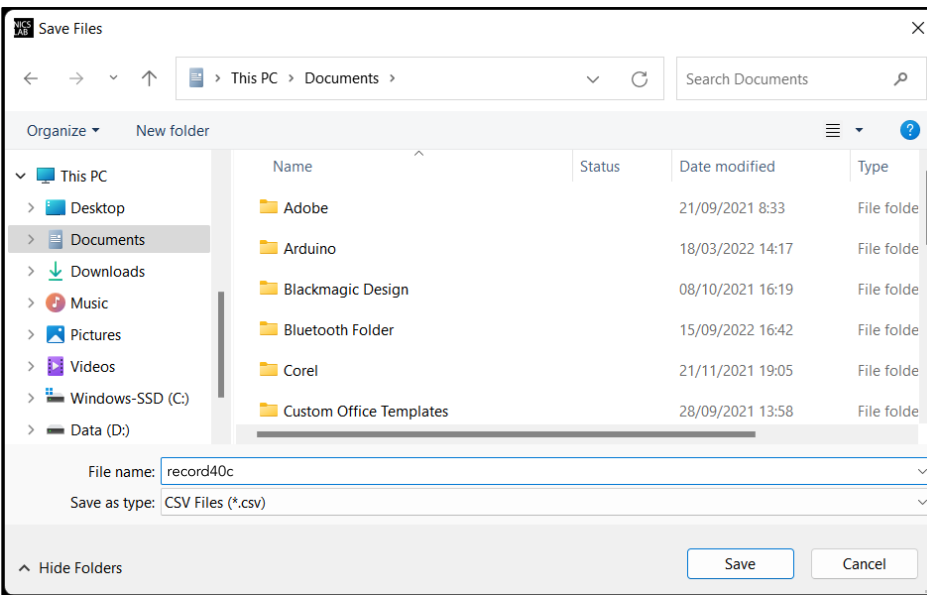 NICS LAB Save Files
This PC > Documents >
Search Documents
Organize New folder
Name Status Date modified Type
This PC
Desktop
Documents
Downloads
Music
Pictures
Videos
Windows-SSD (C:)
Data (D:)
Adobe 21/09/2021 8:33 File folde
Arduino 18/03/2022 14:17 File folde
Blackmagic Design 08/10/2021 16:19 File folde
Bluetooth Folder 15/09/2022 16:42 File folde
Corel 21/11/2021 19:05 File folde
Custom Office Templates 28/09/2021 13:58 File folde
File name: record40c
Save as type: CSV Files (*.csv)
Hide Folders
Save Cancel